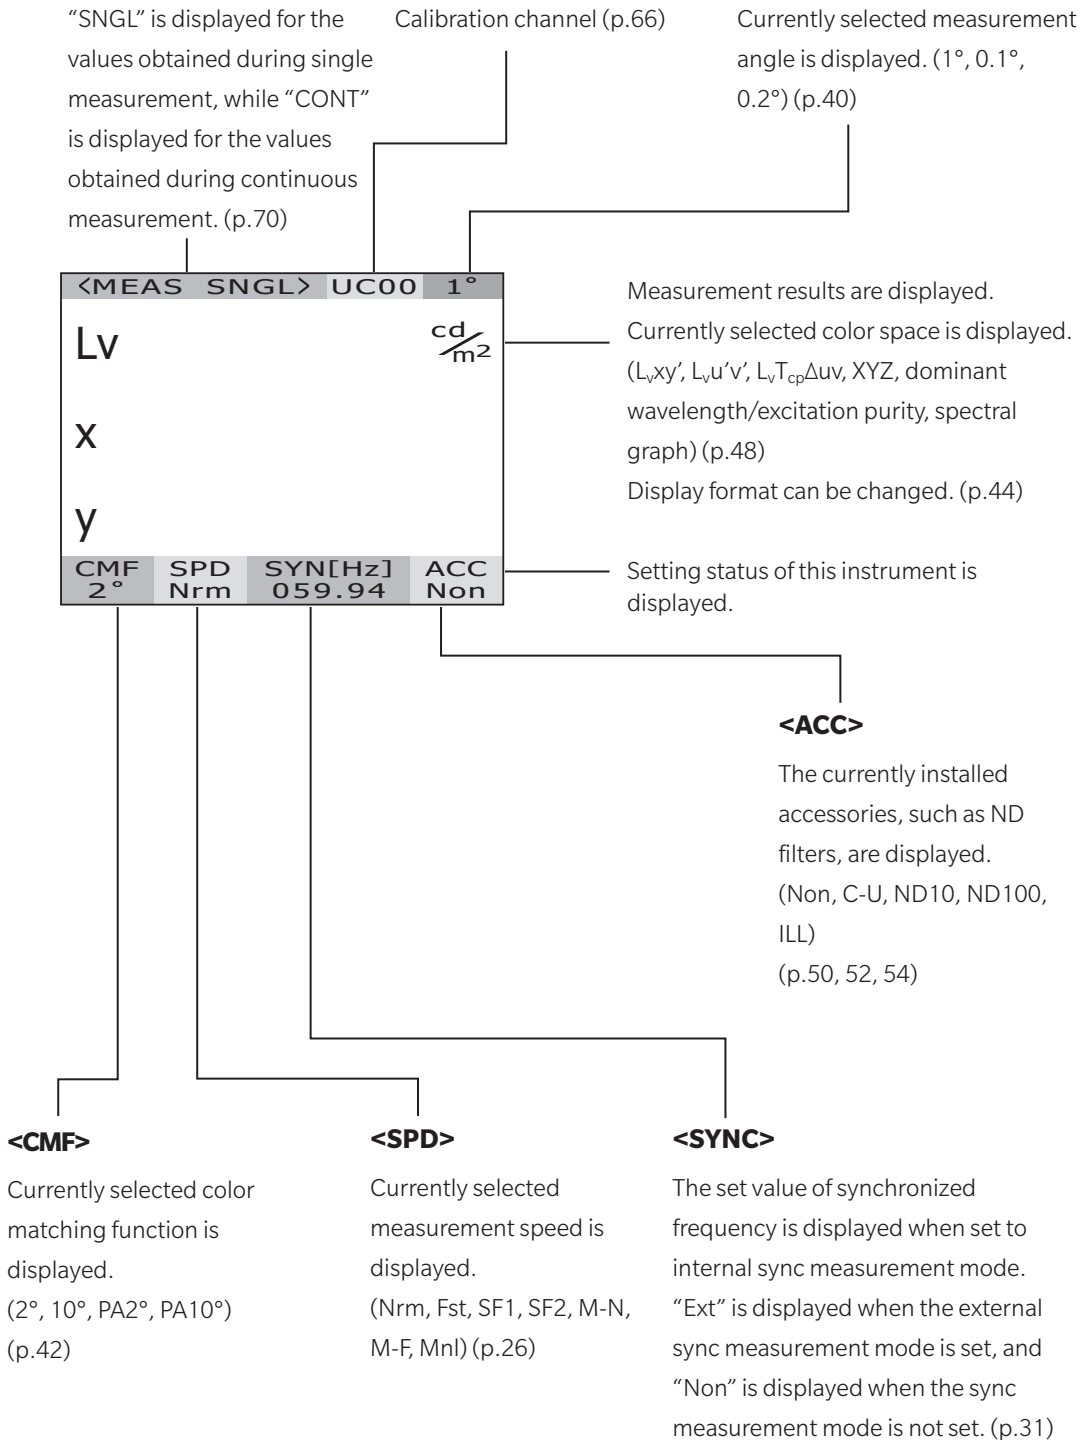 “SNGL” is displayed for the
values obtained during single
measurement, while “CONT”
is displayed for the values
obtained during continuous
measurement. (p.70)
Calibration channel (p.66)
Currently selected measurement
angle is displayed. (1°, 0.1°,
0.2°) (p.40)
<MEAS SNGL> UC00 1°
Lv cd/m2
x
y
CMF SPD SYN[Hz] ACC
2° Nrm 059.94 Non
Measurement results are displayed.
Currently selected color space is displayed.
(Lvxy’, Lvu’v’, LvTcpΔuv, XYZ, dominant
wavelength/excitation purity, spectral
graph) (p.48)
Display format can be changed. (p.44)
Setting status of this instrument is
displayed.
<ACC>
The currently installed
accessories, such as ND
filters, are displayed.
(Non, C-U, ND10, ND100,
ILL)
(p.50, 52, 54)
<CMF>
Currently selected color
matching function is
displayed.
(2°, 10°, PA2°, PA10°)
(p.42)
<SPD>
Currently selected
measurement speed is
displayed.
(Nrm, Fst, SF1, SF2, M-N,
M-F, Mnl) (p.26)
<SYNC>
The set value of synchronized
frequency is displayed when set to
internal sync measurement mode.
“Ext” is displayed when the external
sync measurement mode is set, and
“Non” is displayed when the sync
measurement mode is not set. (p.31)